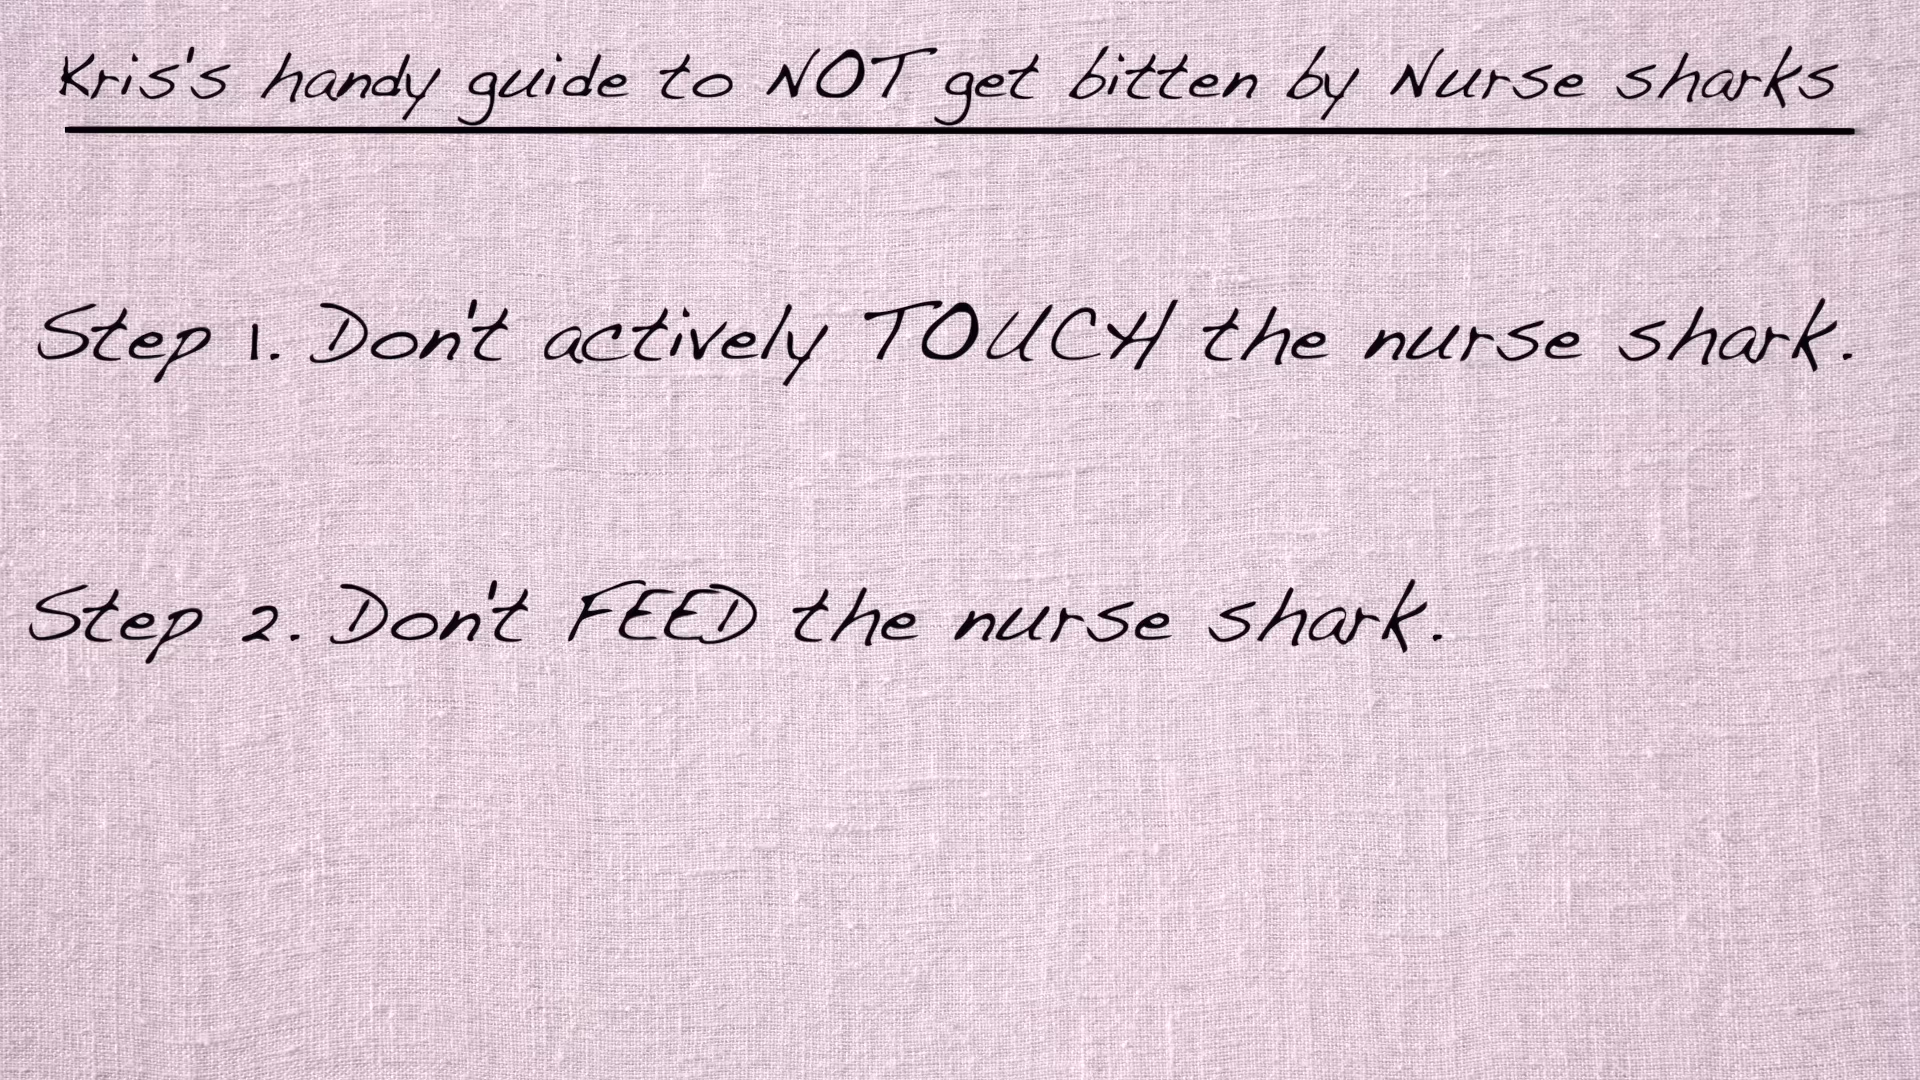 Kris's handy guide to NOT get bitten by Nurse sharks
Step 1. Don't actively TOUCH the nurse shark.
Step 2. Don't FEED the nurse shark.